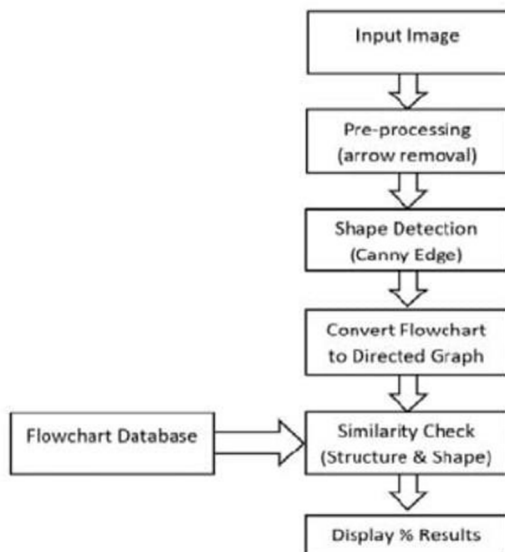 Input Image
Pre-processing
(arrow removal)
Shape Detection
(Canny Edge)
Convert Flowchart
to Directed Graph
Flowchart Database
Similarity Check
(Structure & Shape)
Display % Results